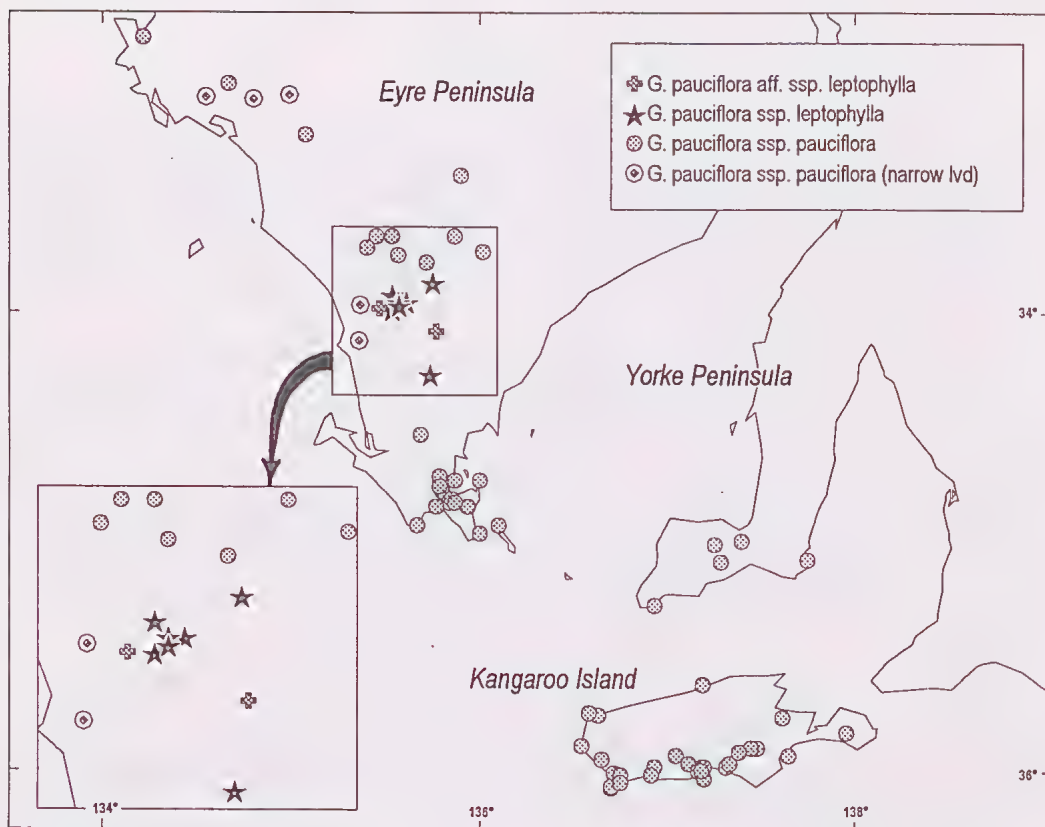 Eyre Peninsula
G. pauciflora aff. ssp. leptophylla
G. pauciflora ssp. leptophylla
G. pauciflora ssp. pauciflora
G. pauciflora ssp. pauciflora (narrow lvd)
34°
Yorke Peninsula
Kangaroo Island
36°
134°
136°
138°